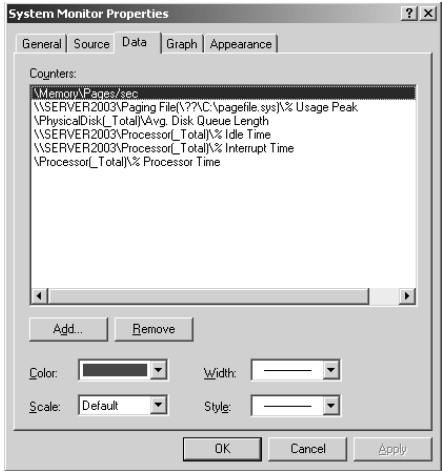 System Monitor Properties
General Source Data Graph Appearance
Counters:
\Memory\Pages/sec
\\SERVER2003\Paging File(\??\C:\pagefile.sys)\% Usage Peak
\PhysicalDisk(_Total)\Avg. Disk Queue Length
\\SERVER2003\Processor(_Total)\% Idle Time
\\SERVER2003\Processor(_Total)\% Interrupt Time
\Processor(_Total)\% Processor Time
Add... Remove
Color: Width:
Scale: Default Style:
OK Cancel Apply